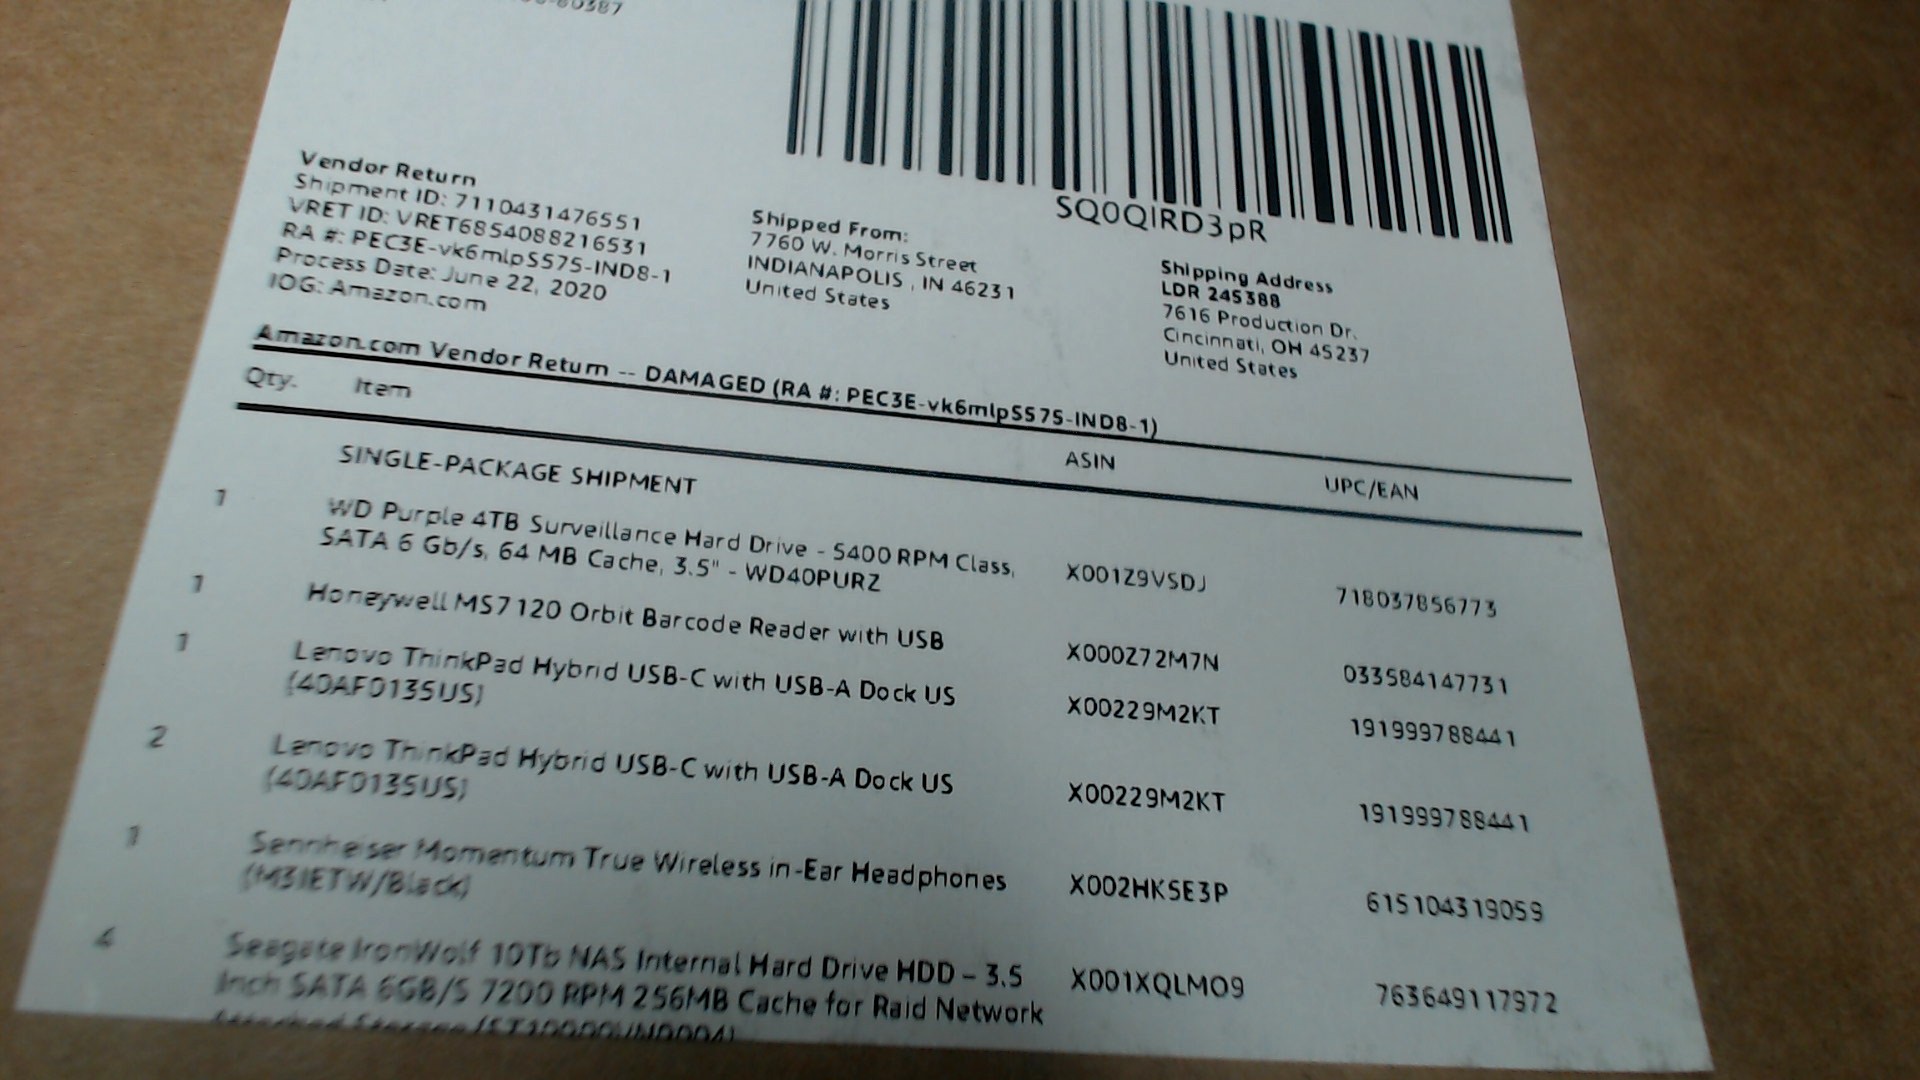 80387
SQ0QIRD3pR
Vendor Return
Shipment ID: 7110431476551
VRET ID: VRET6854088216531
RA #: PEC3E-vk6mlpS575-IND8-1
Process Date: June 22, 2020
IOG: Amazon.com
Shipped From:
7760 W. Morris Street
INDIANAPOLIS , IN 46231
United States
Shipping Address
LDR 245388
7616 Production Dr.
Cincinnati, OH 45237
United States
Amazon.com Vendor Return -- DAMAGED (RA #: PEC3E-vk6mlpS575-IND8-1)
Qty. Item ASIN UPC/EAN
SINGLE-PACKAGE SHIPMENT
1 WD Purple 4TB Surveillance Hard Drive - 5400 RPM Class, X001Z9VSDJ 718037856773
SATA 6 Gb/s, 64 MB Cache, 3.5" - WD40PURZ
1 Honeywell MS7120 Orbit Barcode Reader with USB X000Z72M7N 033584147731
1 Lenovo ThinkPad Hybrid USB-C with USB-A Dock US X00229M2KT 191999788441
(40AF0135US)
2 Lenovo ThinkPad Hybrid USB-C with USB-A Dock US X00229M2KT 191999788441
(40AF0135US)
1 Sennheiser Momentum True Wireless in-Ear Headphones X002HKSE3P 615104319059
(M3IETW/Black)
4 Seagate IronWolf 10Tb NAS Internal Hard Drive HDD – 3.5 X001XQLMO9 763649117972
Inch SATA 6GB/S 7200 RPM 256MB Cache for Raid Network
Attached Storage (ST10000VN0004)